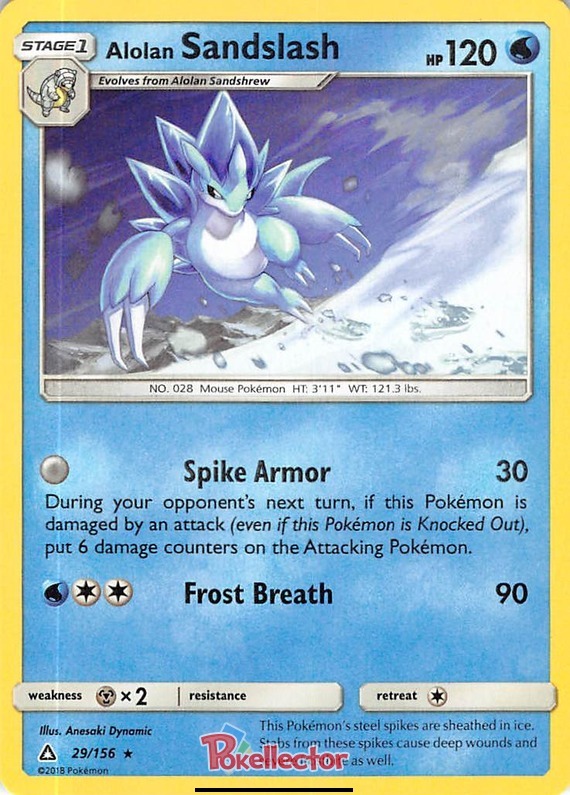 STAGE1
Alolan Sandslash
HP120
Evolves from Alolan Sandshrew
NO. 028 Mouse Pokémon HT: 3'11" WT: 121.3 lbs.
Spike Armor 30
During your opponent's next turn, if this Pokémon is
damaged by an attack (even if this Pokémon is Knocked Out),
put 6 damage counters on the Attacking Pokémon.
Frost Breath 90
weakness ×2 resistance retreat
Illus. Anesaki Dynamic
29/156 ★
©2018 Pokémon
This Pokémon's steel spikes are sheathed in ice.
Stabs from these spikes cause deep wounds and
as well.
Pokellector